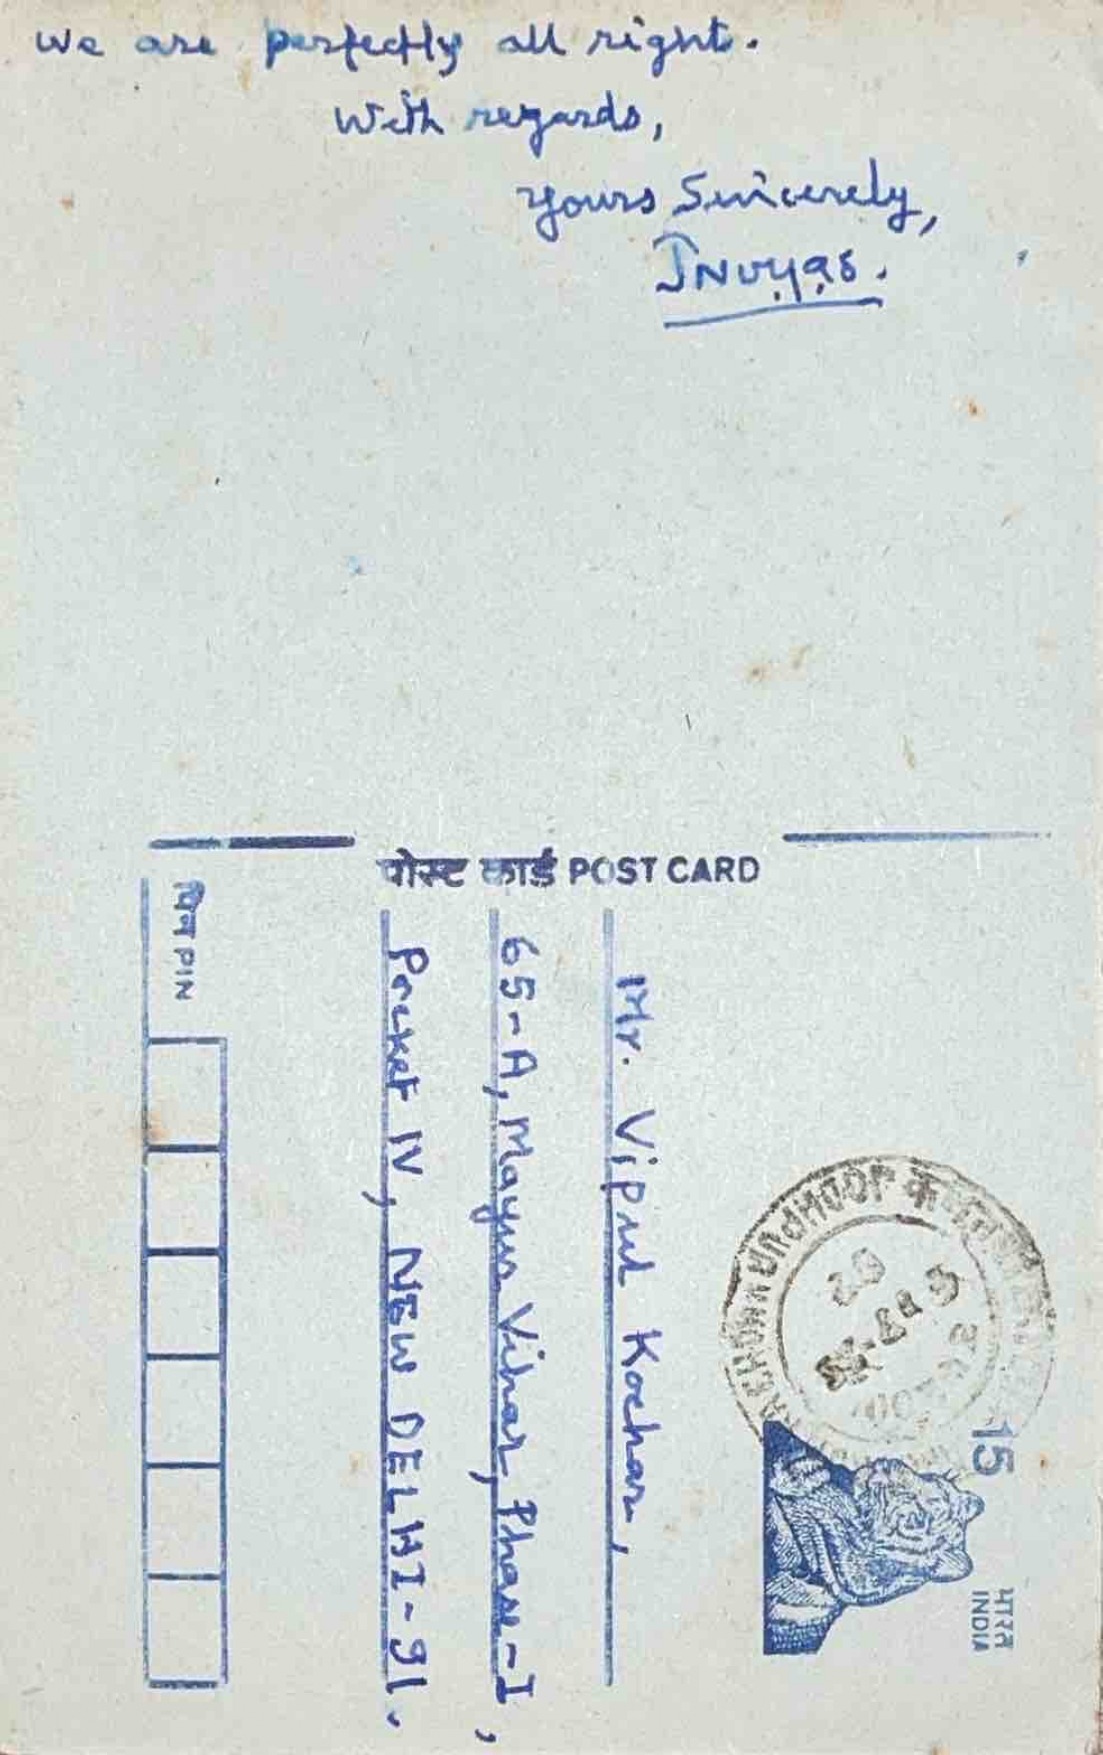 We are perfectly all right.
With regards,
Yours Sincerely,
JNVyas.
पोस्ट कार्ड POST CARD
Mr. Vipul Kochar,
65-A, Mayur Vihar, Phase-I,
Pocket IV, NEW DELHI-91.
पिन PIN
15
भारत
INDIA